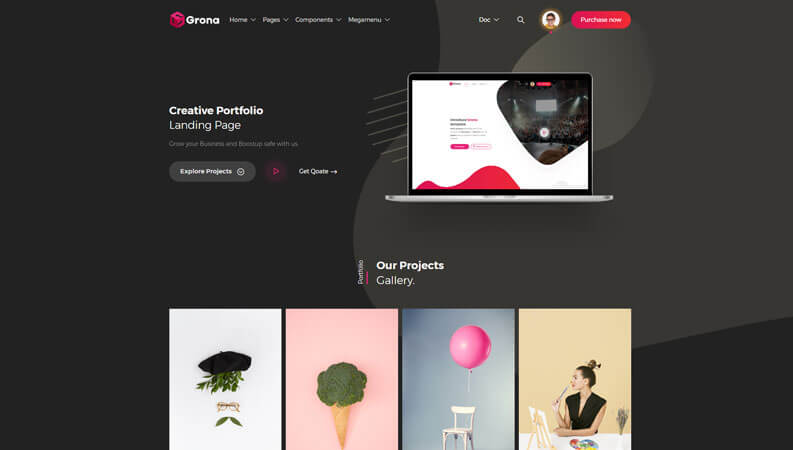 Grona
Home Pages Components Megamenu Doc Purchase now
Creative Portfolio
Landing Page
Grow your Business and Boostup safe with us
Explore Projects
Get Qoate
Portfolio
Our Projects
Gallery.